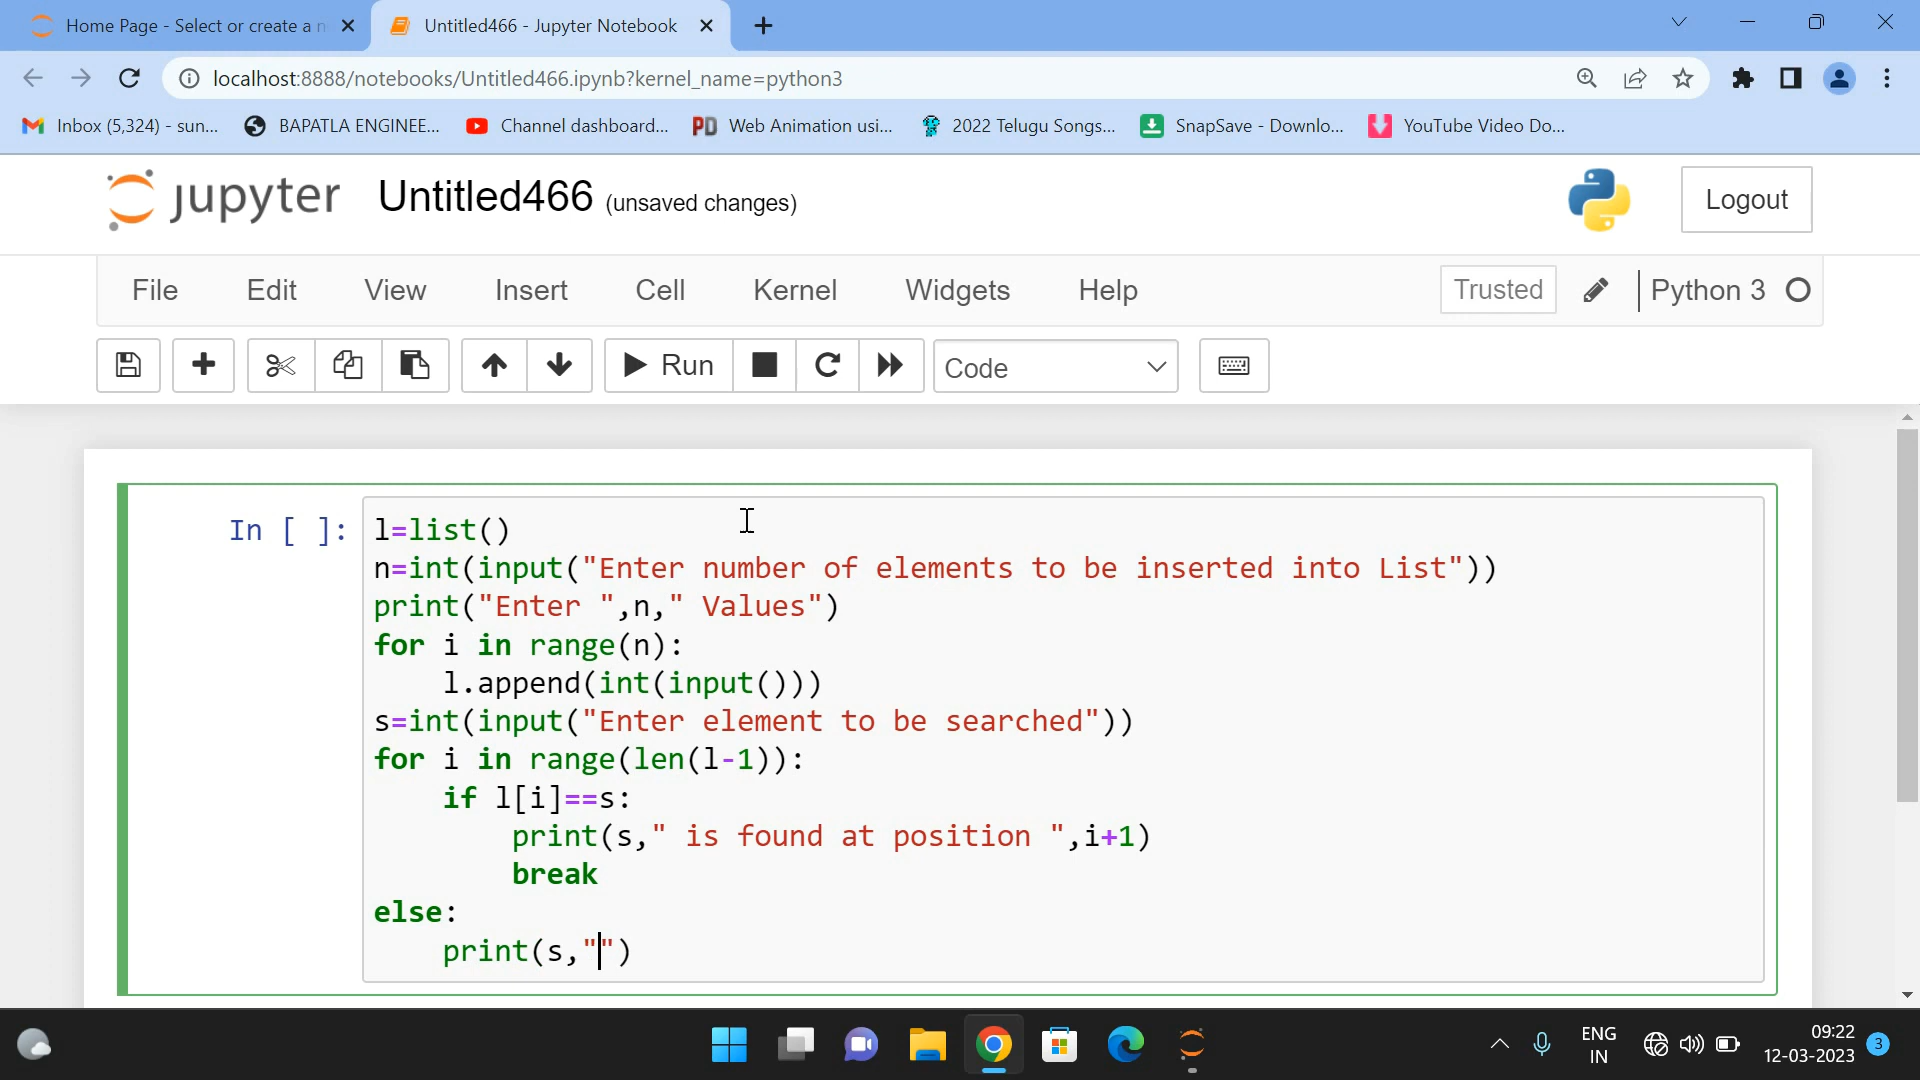 Home Page - Select or create a n
Untitled466 - Jupyter Notebook
localhost:8888/notebooks/Untitled466.ipynb?kernel_name=python3
Inbox (5,324) - sun...
BAPATLA ENGINEE...
Channel dashboard...
PD Web Animation usi...
2022 Telugu Songs...
SnapSave - Downlo...
YouTube Video Do...
jupyter Untitled466 (unsaved changes)
Logout
File Edit View Insert Cell Kernel Widgets Help Trusted Python 3
Run Code
In [ ]: l=list()
n=int(input("Enter number of elements to be inserted into List"))
print("Enter ",n," Values")
for i in range(n):
    l.append(int(input()))
s=int(input("Enter element to be searched"))
for i in range(len(l-1)):
    if l[i]==s:
        print(s," is found at position ",i+1)
        break
else:
    print(s,"")
ENG
IN
09:22
12-03-2023
3